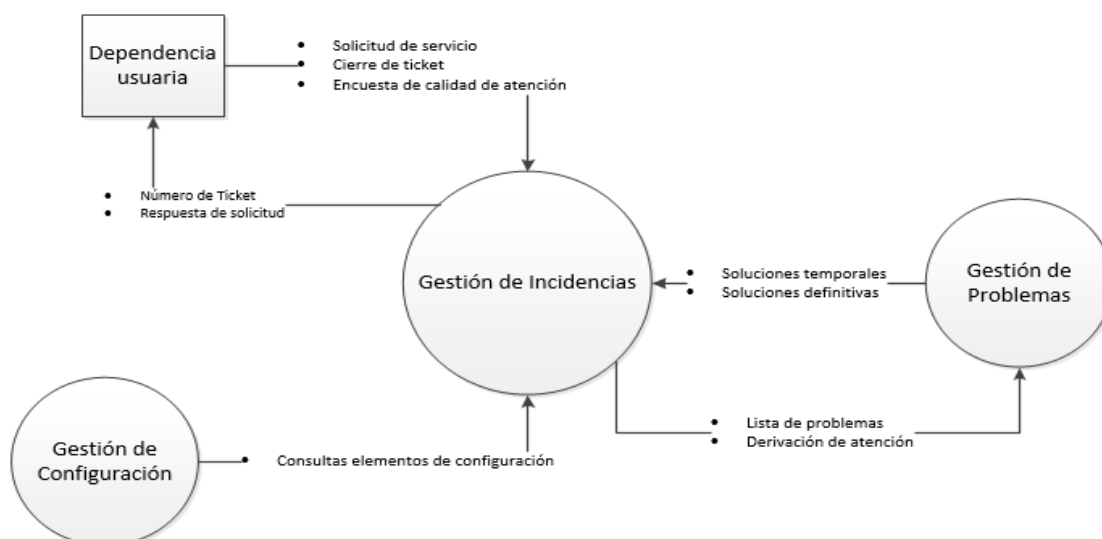 Dependencia
usuaria
• Solicitud de servicio
• Cierre de ticket
• Encuesta de calidad de atención
• Número de Ticket
• Respuesta de solicitud
Gestión de Incidencias
• Soluciones temporales
• Soluciones definitivas
Gestión de
Problemas
• Lista de problemas
• Derivación de atención
Gestión de
Configuración
• Consultas elementos de configuración